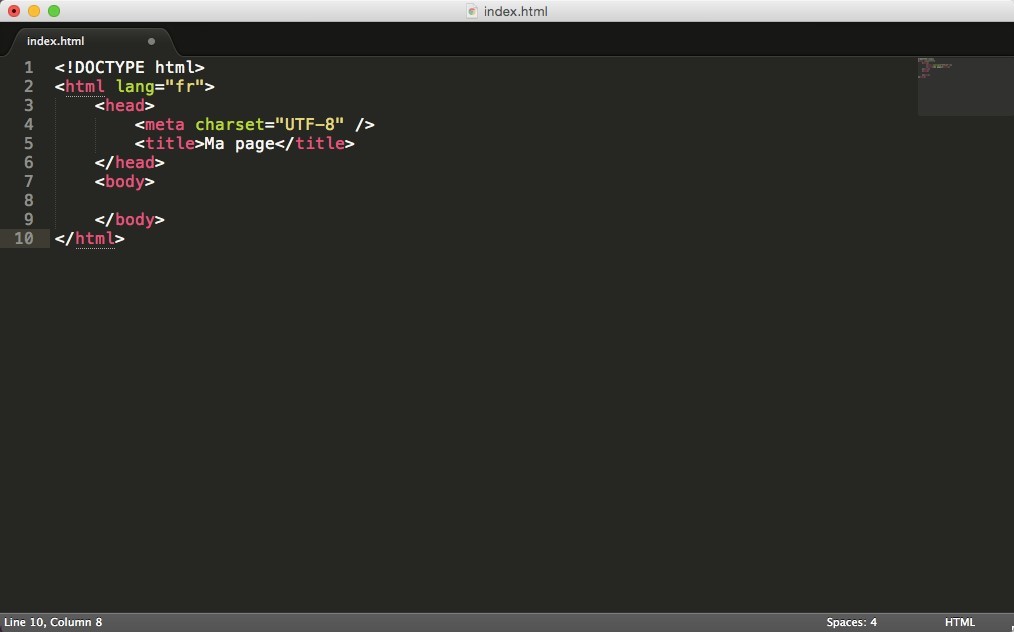 index.html
index.html
1 <!DOCTYPE html>
2 <html lang="fr">
3     <head>
4         <meta charset="UTF-8" />
5         <title>Ma page</title>
6     </head>
7     <body>
8
9     </body>
10 </html>
Line 10, Column 8 Spaces: 4 HTML